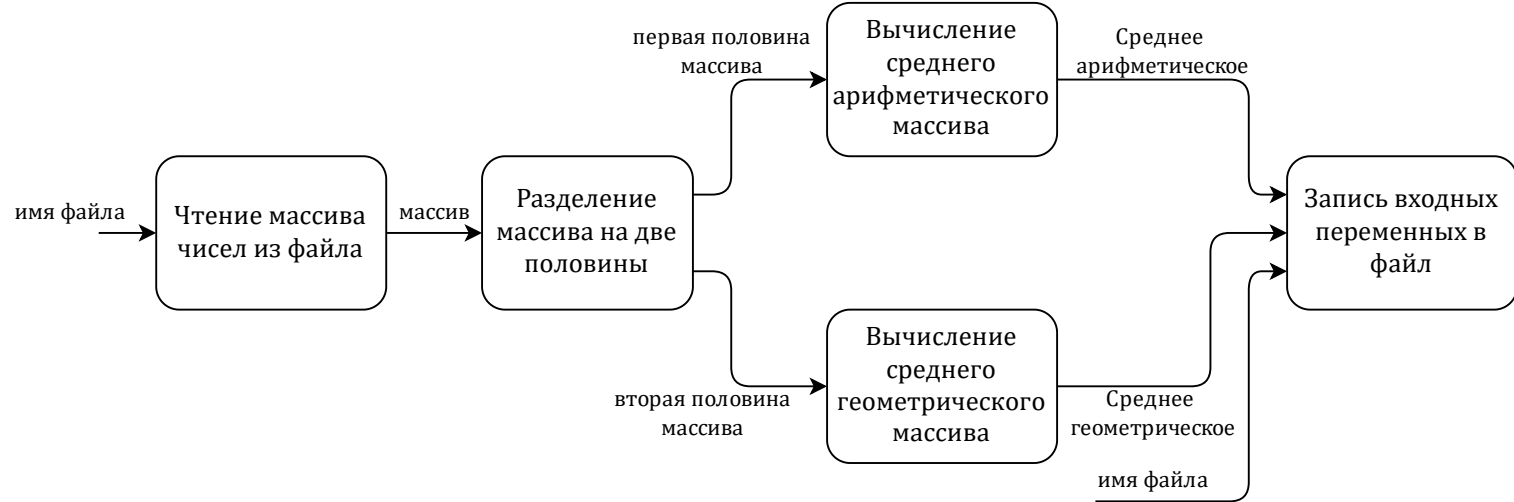 имя файла
Чтение массива
чисел из файла
массив
Разделение
массива на две
половины
первая половина
массива
Вычисление
среднего
арифметического
массива
Среднее
арифметическое
вторая половина
массива
Вычисление
среднего
геометрического
массива
Среднее
геометрическое
имя файла
Запись входных
переменных в
файл